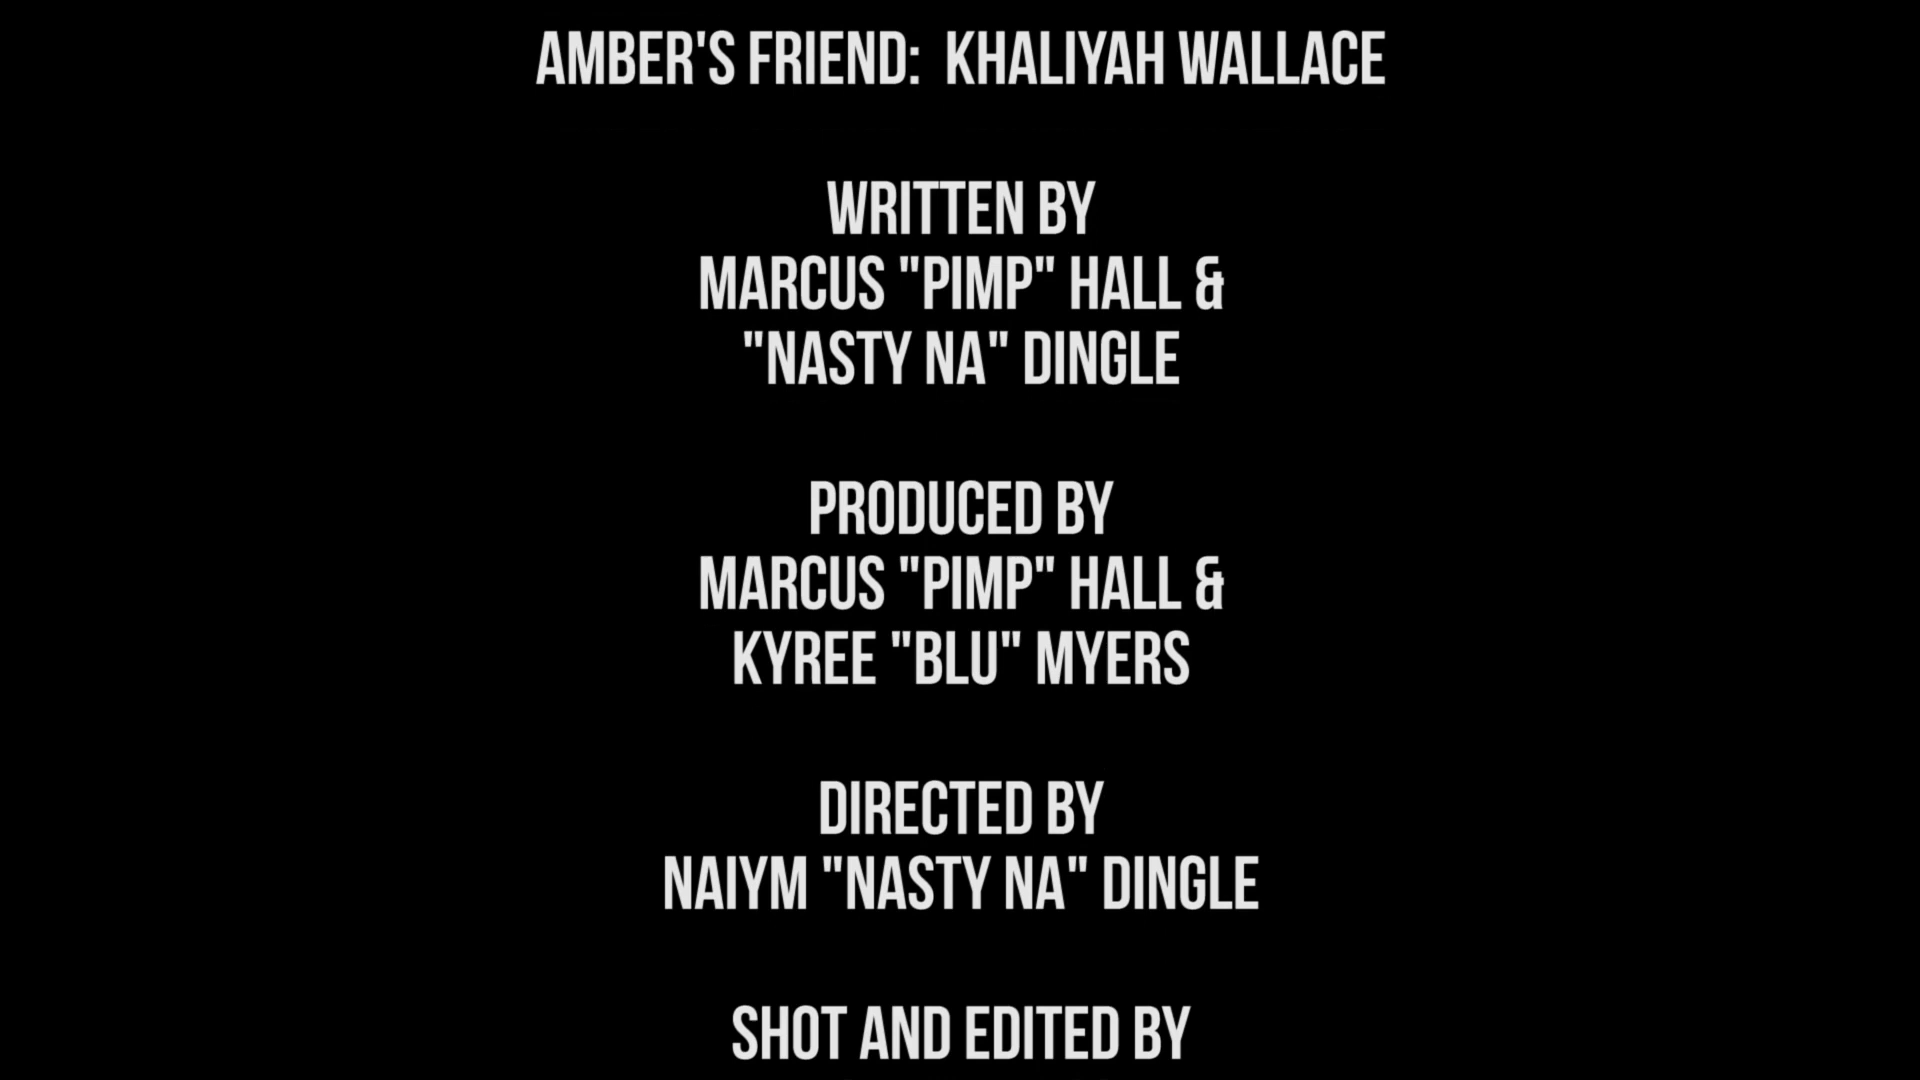 AMBER'S FRIEND:  KHALIYAH WALLACE
WRITTEN BY
MARCUS "PIMP" HALL &
"NASTY NA" DINGLE
PRODUCED BY
MARCUS "PIMP" HALL &
KYREE "BLU" MYERS
DIRECTED BY
NAIYM "NASTY NA" DINGLE
SHOT AND EDITED BY